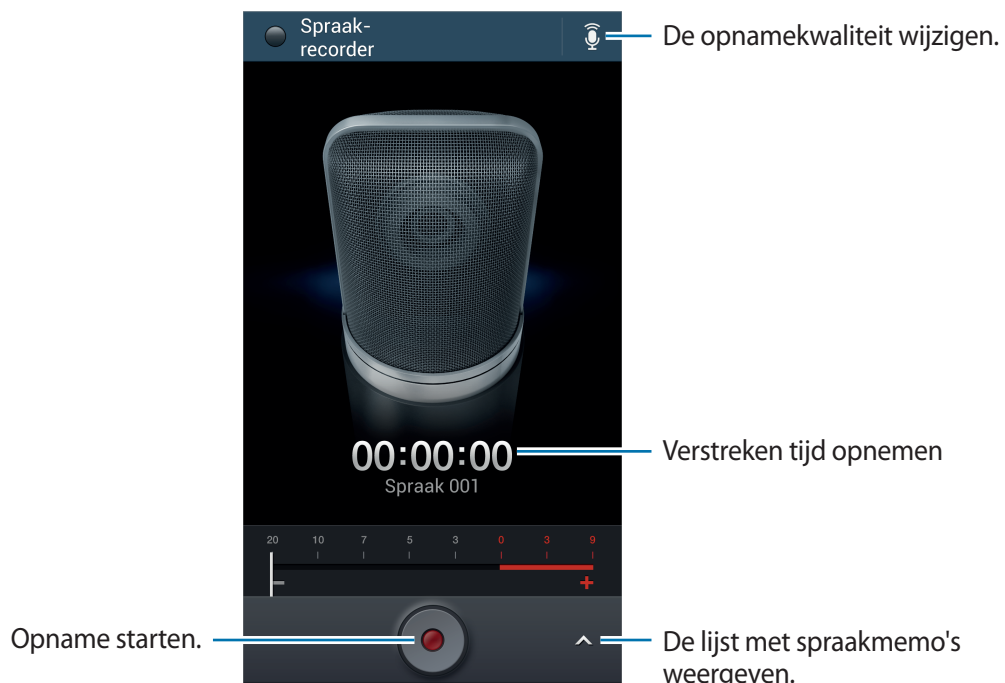 Spraak-
recorder
De opnamekwaliteit wijzigen.
00:00:00
Verstreken tijd opnemen
Spraak 001
20 10 7 5 3 0 3 9
- +
Opname starten.
De lijst met spraakmemo's
weergeven.